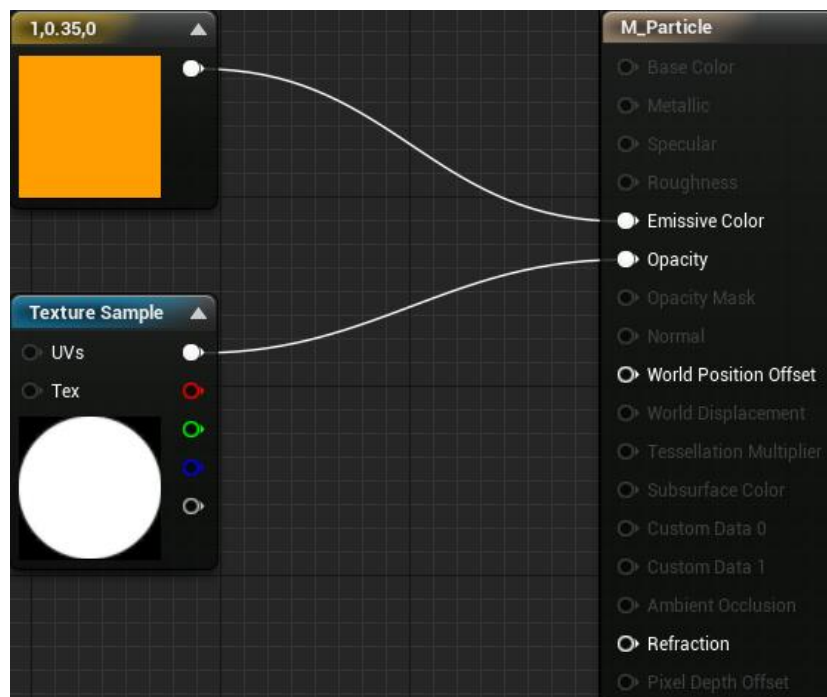 1,0.35,0
Texture Sample
UVs
Tex
M_Particle
Base Color
Metallic
Specular
Roughness
Emissive Color
Opacity
Opacity Mask
Normal
World Position Offset
World Displacement
Tessellation Multiplier
Subsurface Color
Custom Data 0
Custom Data 1
Ambient Occlusion
Refraction
Pixel Depth Offset